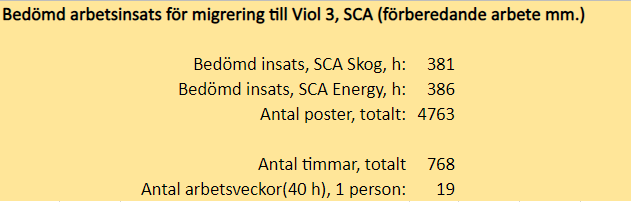 Bedömd arbetsinsats för migrering till Viol 3, SCA (förberedande arbete mm.)
Bedömd insats, SCA Skog, h: 381
Bedömd insats, SCA Energy, h: 386
Antal poster, totalt: 4763
Antal timmar, totalt 768
Antal arbetsveckor(40 h), 1 person: 19